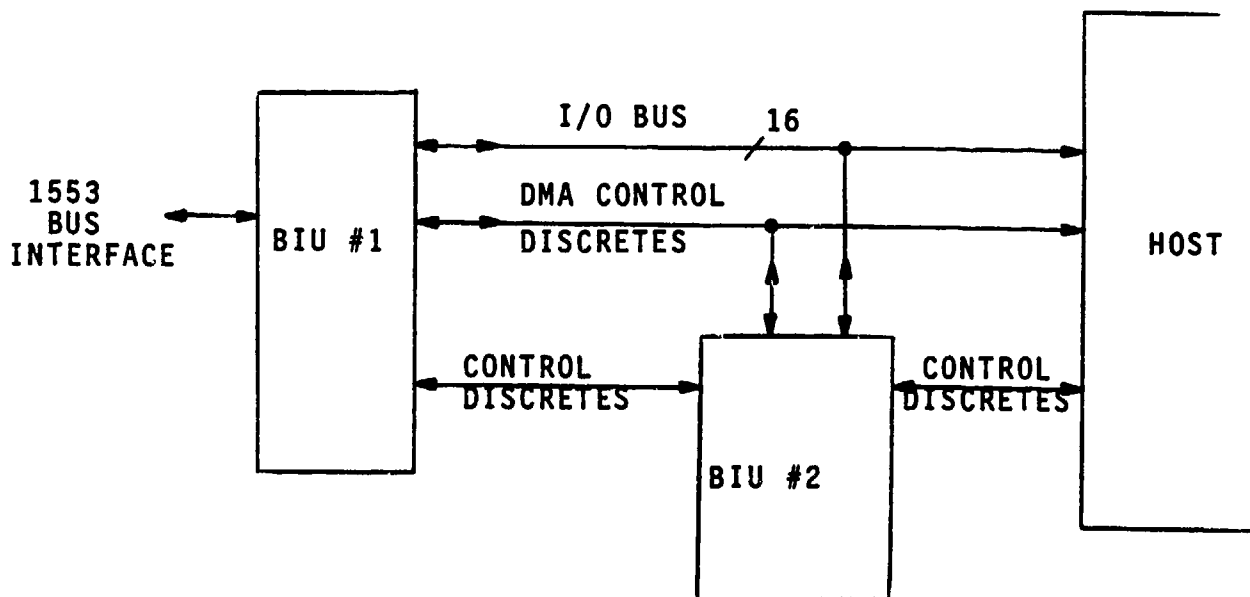 I/O BUS
16
1553
BUS
INTERFACE
BIU #1
DMA CONTROL
DISCRETES
HOST
CONTROL
DISCRETES
CONTROL
DISCRETES
BIU #2